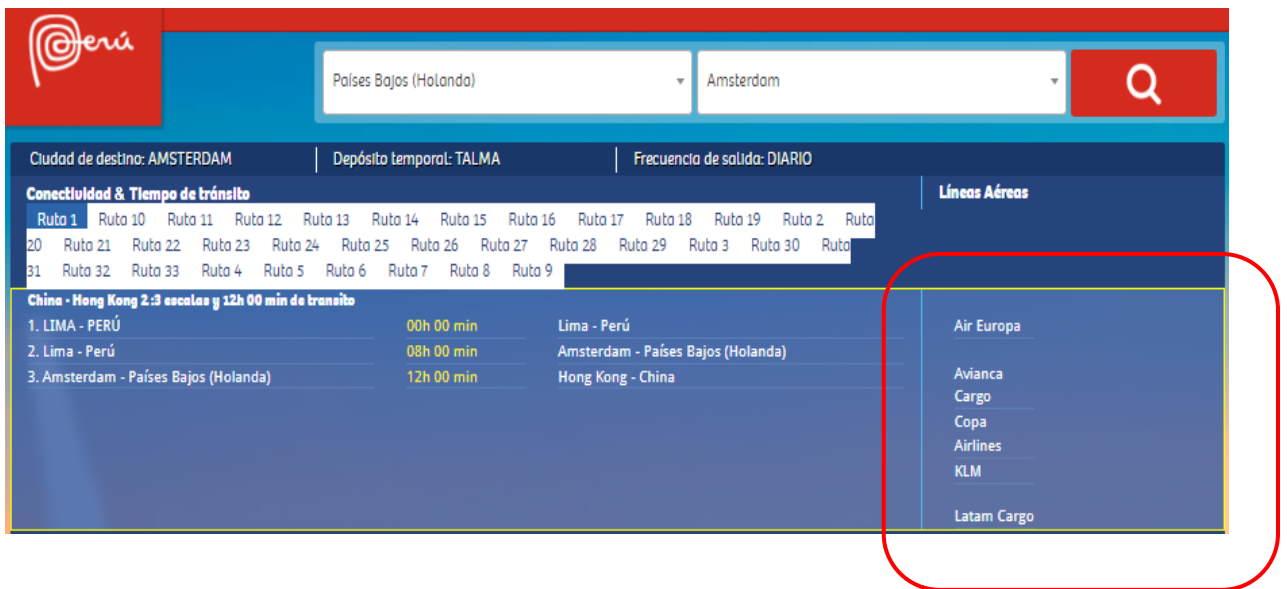 Perú
Países Bajos (Holanda)
Amsterdam
Ciudad de destino: AMSTERDAM
Depósito temporal: TALMA
Frecuencia de salida: DIARIO
Conectividad & Tiempo de tránsito
Ruta 1 Ruta 10 Ruta 11 Ruta 12 Ruta 13 Ruta 14 Ruta 15 Ruta 16 Ruta 17 Ruta 18 Ruta 19 Ruta 2 Ruta
20 Ruta 21 Ruta 22 Ruta 23 Ruta 24 Ruta 25 Ruta 26 Ruta 27 Ruta 28 Ruta 29 Ruta 3 Ruta 30 Ruta
31 Ruta 32 Ruta 33 Ruta 4 Ruta 5 Ruta 6 Ruta 7 Ruta 8 Ruta 9
China - Hong Kong 2 :3 escalas y 12h 00 min de transito
1. LIMA - PERÚ 00h 00 min Lima - Perú
2. Lima - Perú 08h 00 min Amsterdam - Países Bajos (Holanda)
3. Amsterdam - Países Bajos (Holanda) 12h 00 min Hong Kong - China
Líneas Aéreas
Air Europa
Avianca
Cargo
Copa
Airlines
KLM
Latam Cargo